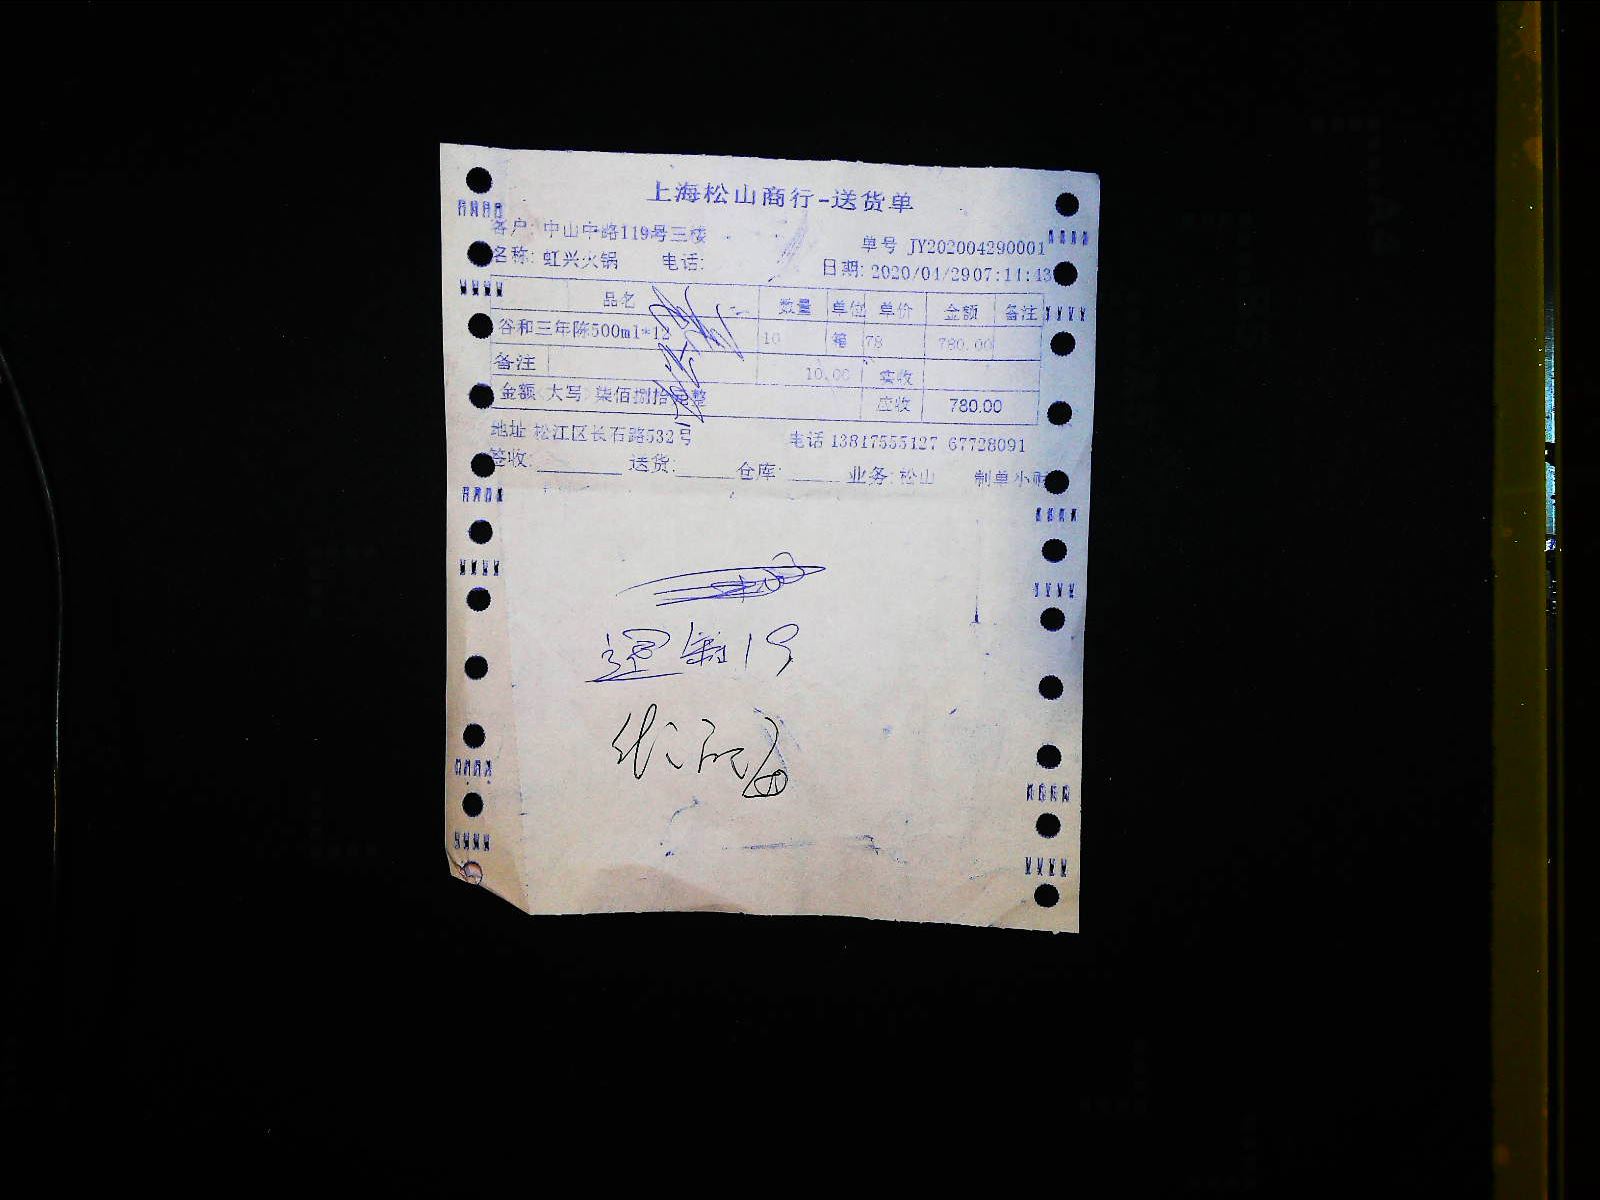 上海松山商行-送货单
客户: 中山中路119号三楼
单号 JY202004290001
名称: 虹兴火锅 电话:
日期: 2020/04/2907:11:43
品名 数量 单位 单价 金额 备注
谷和三年陈500ml*12 10 箱 78 780.00
备注 10.00 实收
金额 大写 柒佰捌拾元整 应收 780.00
地址 松江区长石路532号 电话 13817555127 67728091
签收: 送货: 仓库: 业务: 松山 制单小